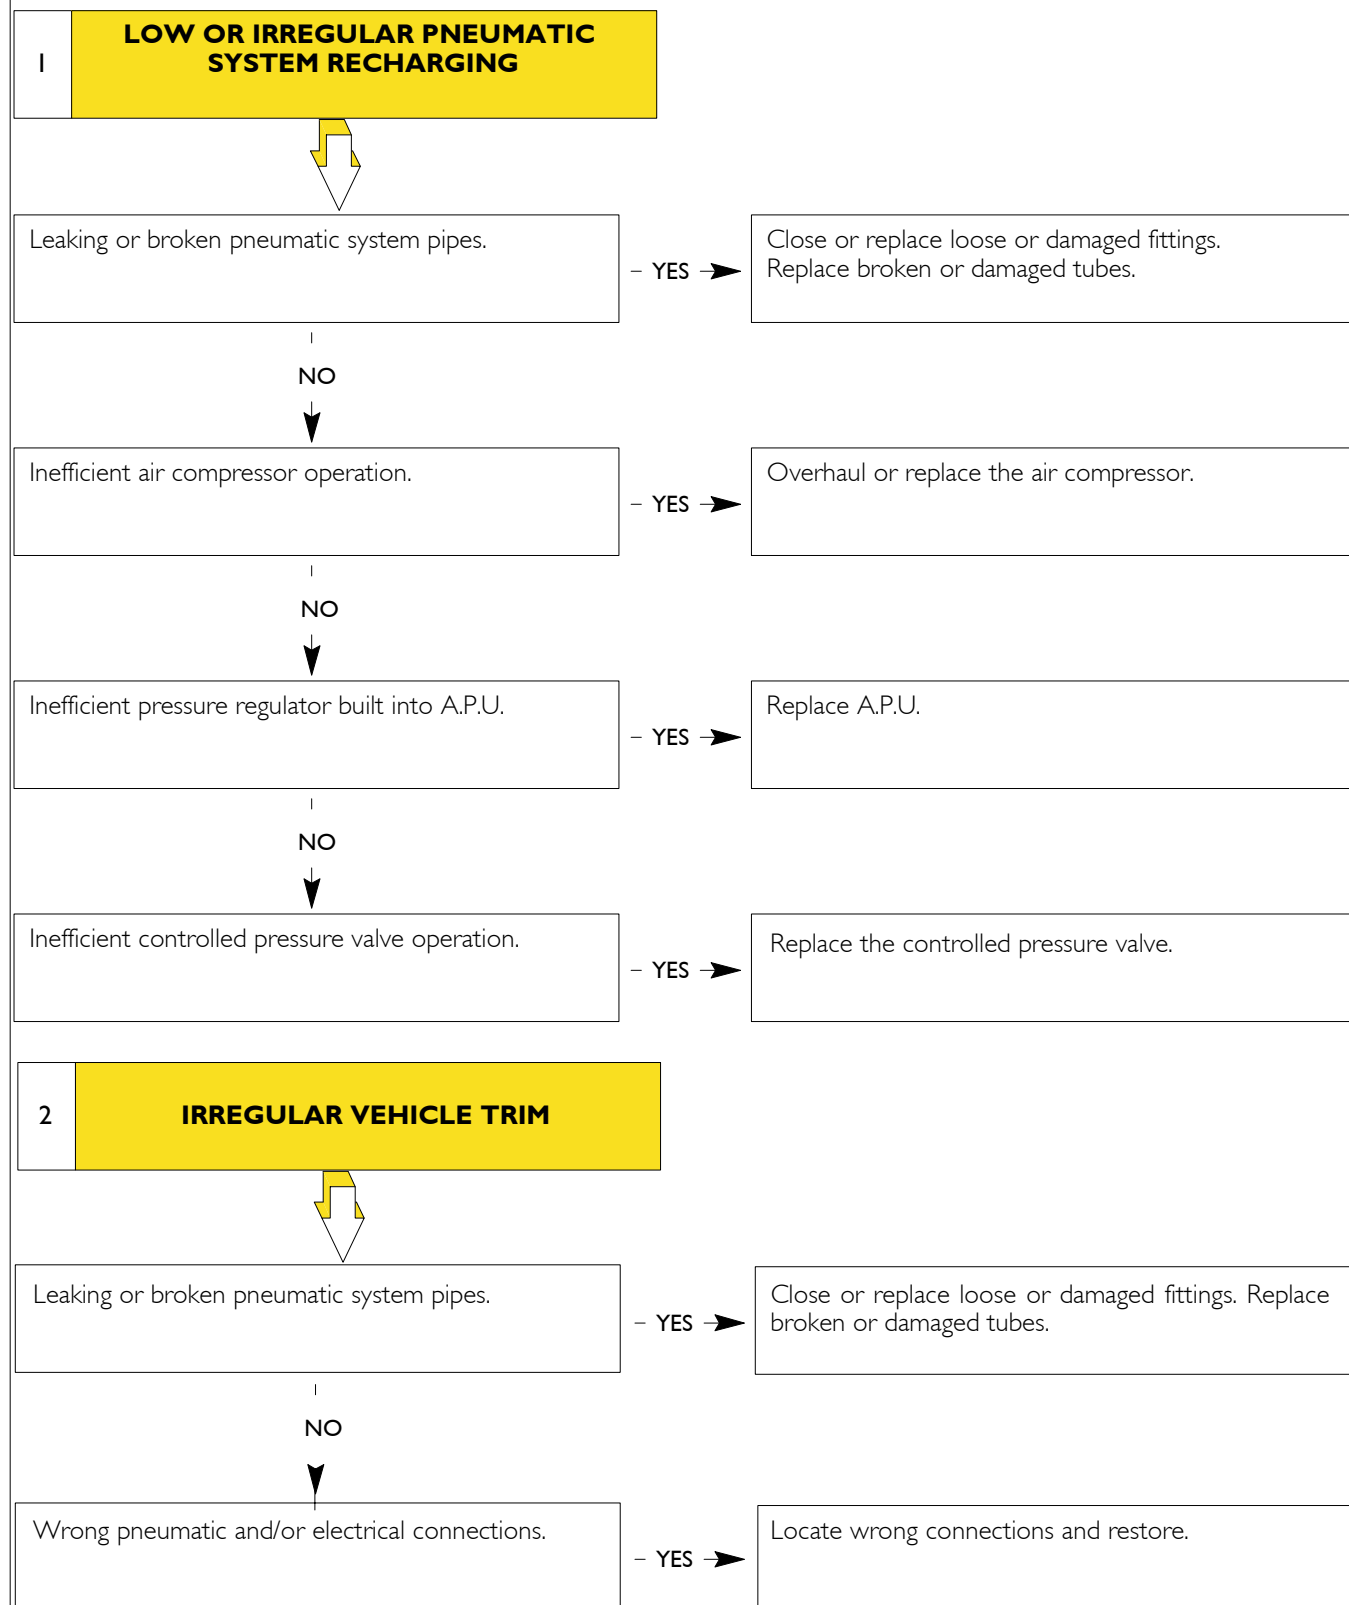 1
LOW OR IRREGULAR PNEUMATIC
SYSTEM RECHARGING
Leaking or broken pneumatic system pipes.
– YES
Close or replace loose or damaged fittings.
Replace broken or damaged tubes.
NO
Inefficient air compressor operation.
– YES
Overhaul or replace the air compressor.
NO
Inefficient pressure regulator built into A.P.U.
– YES
Replace A.P.U.
NO
Inefficient controlled pressure valve operation.
– YES
Replace the controlled pressure valve.
2
IRREGULAR VEHICLE TRIM
Leaking or broken pneumatic system pipes.
– YES
Close or replace loose or damaged fittings. Replace
broken or damaged tubes.
NO
Wrong pneumatic and/or electrical connections.
– YES
Locate wrong connections and restore.